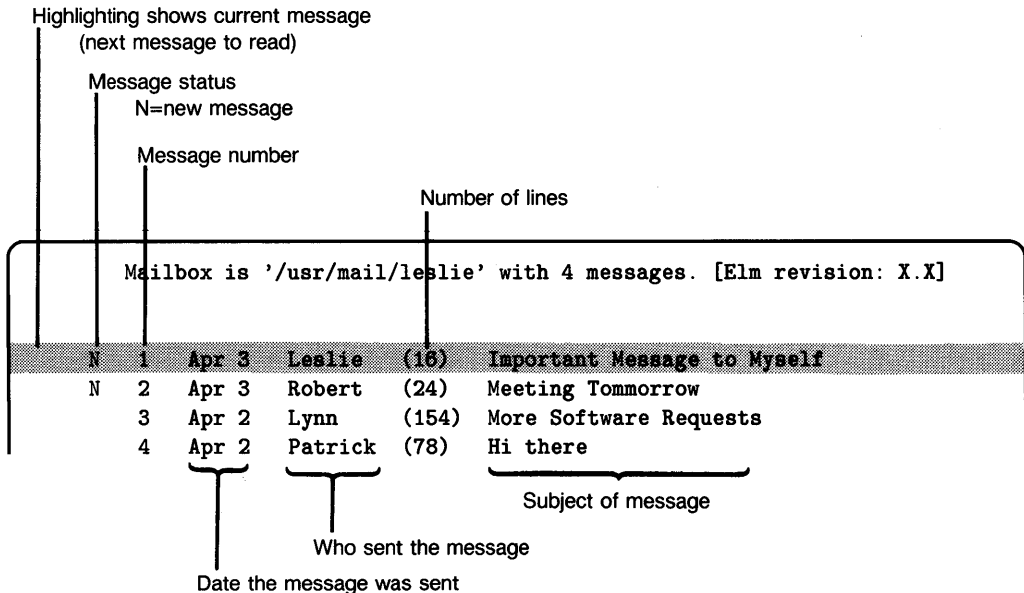 Highlighting shows current message
(next message to read)
Message status
N=new message
Message number
Number of lines
Mailbox is '/usr/mail/leslie' with 4 messages. [Elm revision: X.X]
N 1 Apr 3 Leslie (16) Important Message to Myself
N 2 Apr 3 Robert (24) Meeting Tommorrow
3 Apr 2 Lynn (154) More Software Requests
4 Apr 2 Patrick (78) Hi there
Subject of message
Who sent the message
Date the message was sent